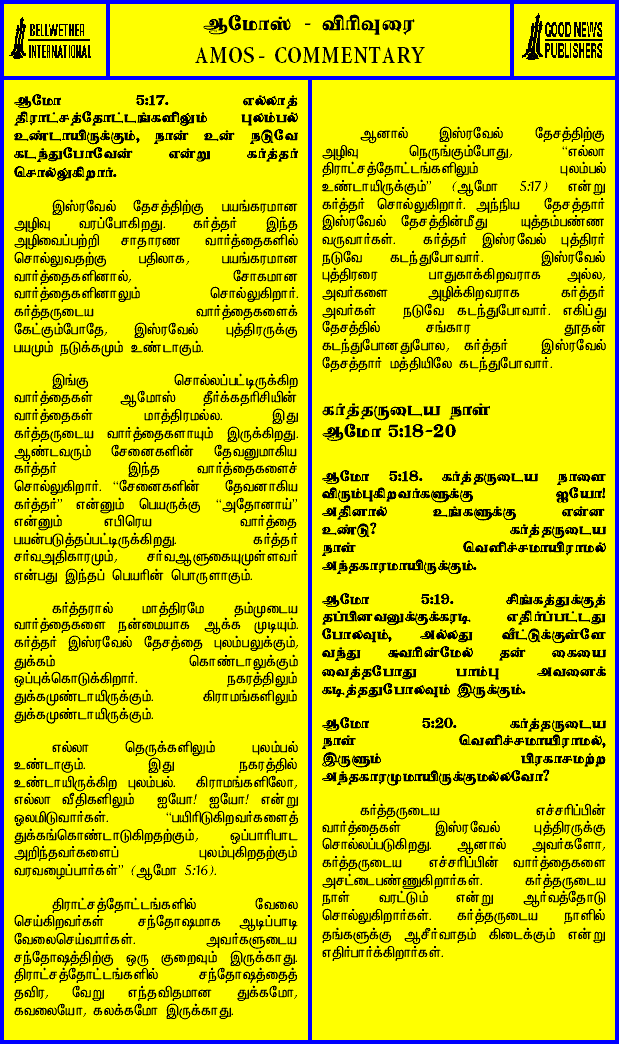 BELLWETHER
INTERNATIONAL
ஆமோஸ் - விரிவுரை
AMOS- COMMENTARY
GOOD NEWS
PUBLISHERS
ஆமோ 5:17. எல்லாத்
திராட்சத்தோட்டங்களிலும் புலம்பல்
உண்டாயிருக்கும், நான் உன் நடுவே
கடந்துபோவேன் என்று கர்த்தர்
சொல்லுகிறார்.
இஸ்ரவேல் தேசத்திற்கு பயங்கரமான
அழிவு வரப்போகிறது. கர்த்தர் இந்த
அழிவைப்பற்றி சாதாரண வார்த்தைகளில்
சொல்லுவதற்கு பதிலாக, பயங்கரமான
வார்த்தைகளினால், சோகமான
வார்த்தைகளினாலும் சொல்லுகிறார்.
கர்த்தருடைய வார்த்தைகளைக்
கேட்கும்போதே, இஸ்ரவேல் புத்திரருக்கு
பயமும் நடுக்கமும் உண்டாகும்.
இங்கு சொல்லப்பட்டிருக்கிற
வார்த்தைகள் ஆமோஸ் தீர்க்கதரிசியின்
வார்த்தைகள் மாத்திரமல்ல. இது
கர்த்தருடைய வார்த்தைகளாயும் இருக்கிறது.
ஆண்டவரும் சேனைகளின் தேவனுமாகிய
கர்த்தர் இந்த வார்த்தைகளைச்
சொல்லுகிறார். “சேனைகளின் தேவனாகிய
கர்த்தர்” என்னும் பெயருக்கு “அதோனாய்”
என்னும் எபிரெய வார்த்தை
பயன்படுத்தப்பட்டிருக்கிறது. கர்த்தர்
சர்வஅதிகாரமும், சர்வஆளுகையுமுள்ளவர்
என்பது இந்தப் பெயரின் பொருளாகும்.
கர்த்தரால் மாத்திரமே தம்முடைய
வார்த்தைகளை நன்மையாக ஆக்க முடியும்.
கர்த்தர் இஸ்ரவேல் தேசத்தை புலம்பலுக்கும்,
துக்கம் கொண்டாலுக்கும்
ஒப்புக்கொடுக்கிறார். நகரத்திலும்
துக்கமுண்டாயிருக்கும். கிராமங்களிலும்
துக்கமுண்டாயிருக்கும்.
எல்லா தெருக்களிலும் புலம்பல்
உண்டாகும். இது நகரத்தில்
உண்டாயிருக்கிற புலம்பல். கிராமங்களிலோ,
எல்லா வீதிகளிலும் ஐயோ! ஐயோ! என்று
ஓலமிடுவார்கள். “பயிரிடுகிறவர்களைத்
துக்கங்கொண்டாடுகிறதற்கும், ஒப்பாரிபாட
அறிந்தவர்களைப் புலம்புகிறதற்கும்
வரவழைப்பார்கள்” (ஆமோ 5:16).
திராட்சத்தோட்டங்களில் வேலை
செய்கிறவர்கள் சந்தோஷமாக ஆடிப்பாடி
வேலைசெய்வார்கள். அவர்களுடைய
சந்தோஷத்திற்கு ஒரு குறைவும் இருக்காது.
திராட்சத்தோட்டங்களில் சந்தோஷத்தைத்
தவிர, வேறு எந்தவிதமான துக்கமோ,
கவலையோ, கலக்கமோ இருக்காது.
ஆனால் இஸ்ரவேல் தேசத்திற்கு
அழிவு நெருங்கும்போது, “எல்லா
திராட்சத்தோட்டங்களிலும் புலம்பல்
உண்டாயிருக்கும்” (ஆமோ 5:17) என்று
கர்த்தர் சொல்லுகிறார். அந்நிய தேசத்தார்
இஸ்ரவேல் தேசத்தின்மீது யுத்தம்பண்ண
வருவார்கள். கர்த்தர் இஸ்ரவேல் புத்திரர்
நடுவே கடந்துபோவார். இஸ்ரவேல்
புத்திரரை பாதுகாக்கிறவராக அல்ல,
அவர்களை அழிக்கிறவராக கர்த்தர்
அவர்கள் நடுவே கடந்துபோவார். எகிப்து
தேசத்தில் சங்கார தூதன்
கடந்துபோனதுபோல, கர்த்தர் இஸ்ரவேல்
தேசத்தார் மத்தியிலே கடந்துபோவார்.
கர்த்தருடைய நாள்
ஆமோ 5:18-20
ஆமோ 5:18. கர்த்தருடைய நாளை
விரும்புகிறவர்களுக்கு ஐயோ!
அதினால் உங்களுக்கு என்ன
உண்டு? கர்த்தருடைய
நாள் வெளிச்சமாயிராமல்
அந்தகாரமாயிருக்கும்.
ஆமோ 5:19. சிங்கத்துக்குத்
தப்பினவனுக்குக்கரடி எதிர்ப்பட்டது
போலவும், அல்லது வீட்டுக்குள்ளே
வந்து சுவரின்மேல் தன் கையை
வைத்தபோது பாம்பு அவனைக்
கடித்ததுபோலவும் இருக்கும்.
ஆமோ 5:20. கர்த்தருடைய
நாள் வெளிச்சமாயிராமல்,
இருளும் பிரகாசமற்ற
அந்தகாரமுமாயிருக்குமல்லவோ?
கர்த்தருடைய எச்சரிப்பின்
வார்த்தைகள் இஸ்ரவேல் புத்திரருக்கு
சொல்லப்படுகிறது. ஆனால் அவர்களோ,
கர்த்தருடைய எச்சரிப்பின் வார்த்தைகளை
அசட்டைபண்ணுகிறார்கள். கர்த்தருடைய
நாள் வரட்டும் என்று ஆர்வத்தோடு
சொல்லுகிறார்கள். கர்த்தருடைய நாளில்
தங்களுக்கு ஆசீர்வாதம் கிடைக்கும் என்று
எதிர்பார்க்கிறார்கள்.